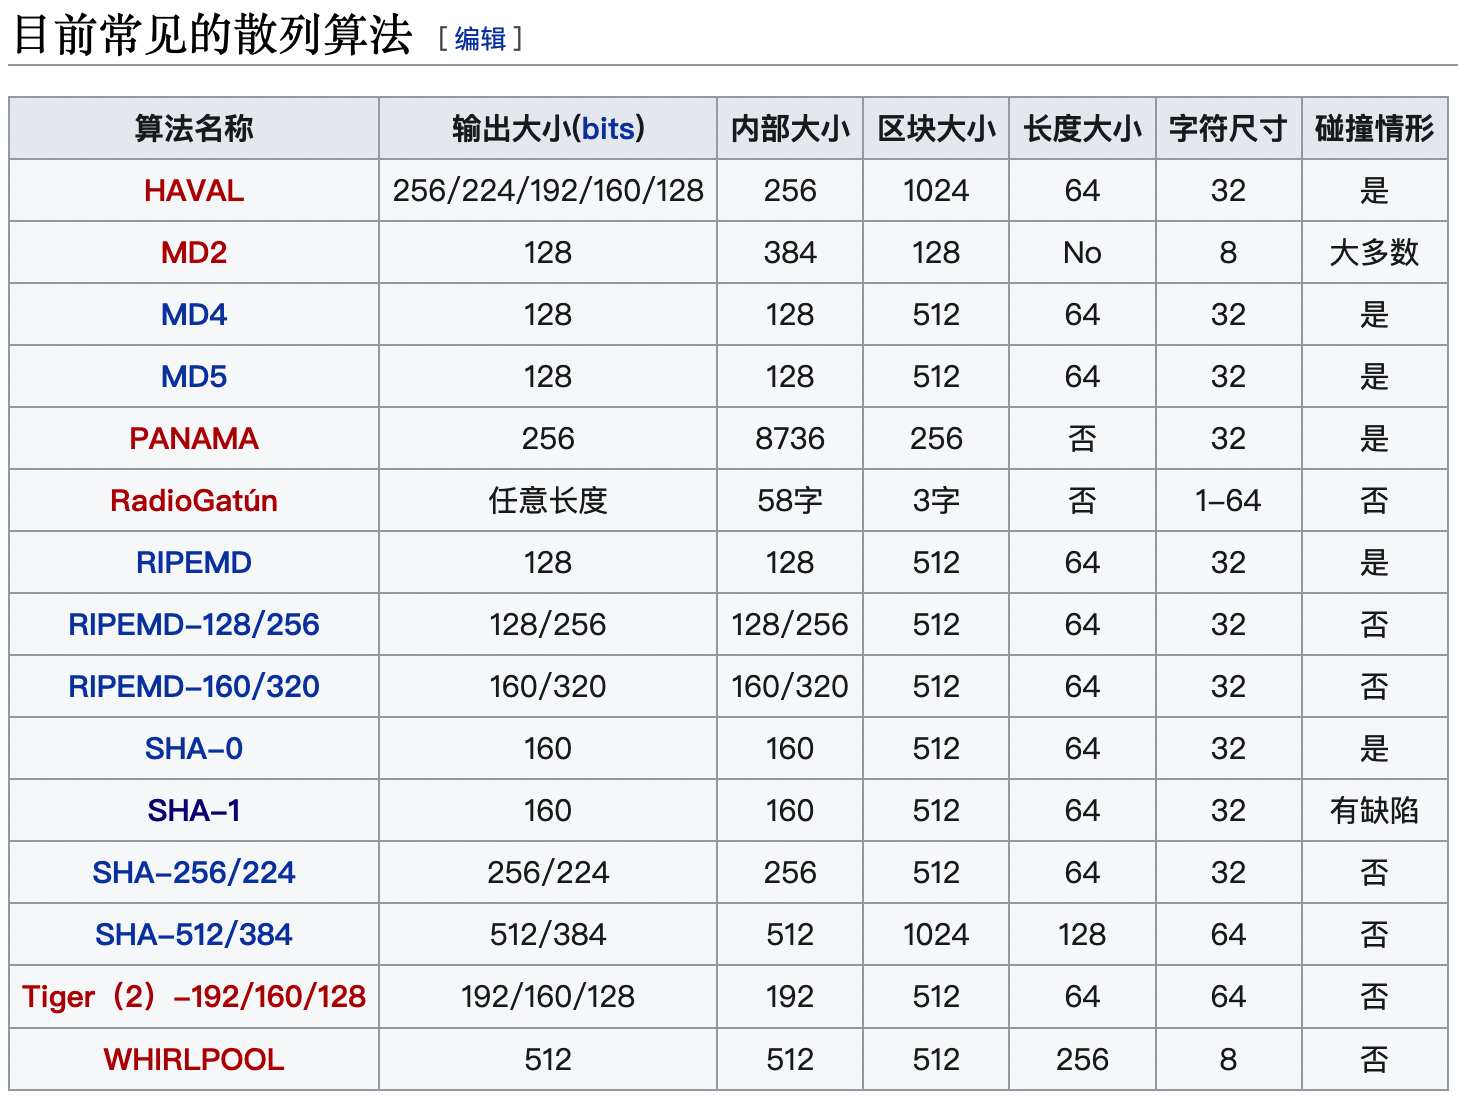 目前常见的散列算法 [编辑]
算法名称 输出大小(bits) 内部大小 区块大小 长度大小 字符尺寸 碰撞情形
HAVAL 256/224/192/160/128 256 1024 64 32 是
MD2 128 384 128 No 8 大多数
MD4 128 128 512 64 32 是
MD5 128 128 512 64 32 是
PANAMA 256 8736 256 否 32 是
RadioGatún 任意长度 58字 3字 否 1–64 否
RIPEMD 128 128 512 64 32 是
RIPEMD–128/256 128/256 128/256 512 64 32 否
RIPEMD–160/320 160/320 160/320 512 64 32 否
SHA–0 160 160 512 64 32 是
SHA–1 160 160 512 64 32 有缺陷
SHA–256/224 256/224 256 512 64 32 否
SHA–512/384 512/384 512 1024 128 64 否
Tiger（2）–192/160/128 192/160/128 192 512 64 64 否
WHIRLPOOL 512 512 512 256 8 否